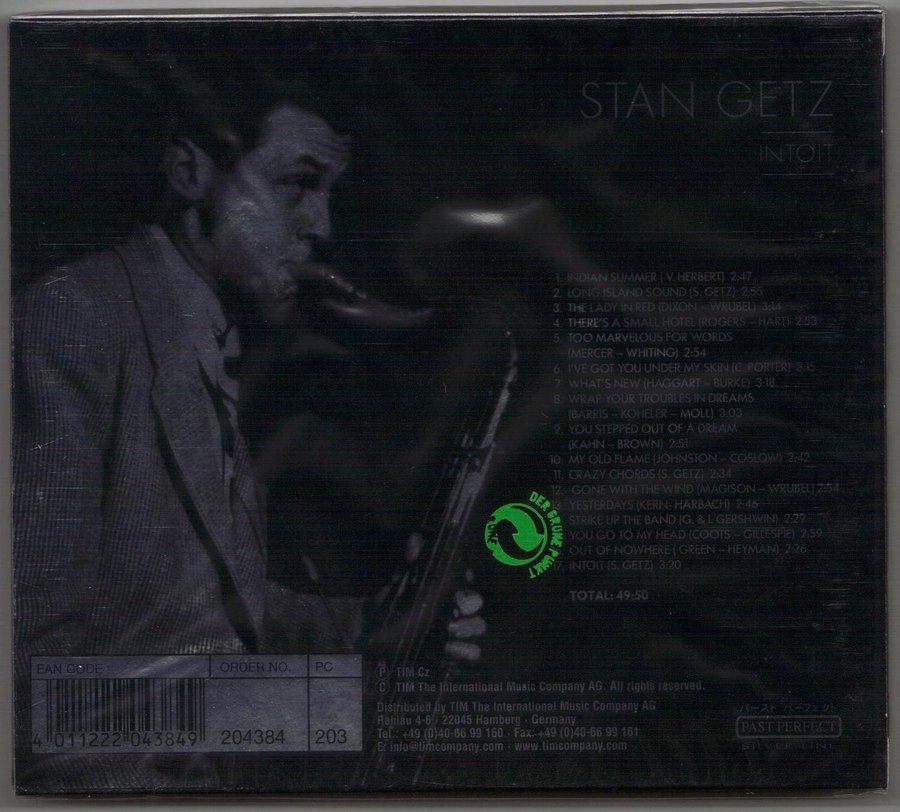 STAN GETZ
INTOIT
1. INDIAN SUMMER ( V. HERBERT) 2:47
2. LONG ISLAND SOUND (S. GETZ) 2:55
3. THE LADY IN RED (DIXON – WRUBEL) 3:14
4. THERE'S A SMALL HOTEL (ROGERS – HART) 2:53
5. TOO MARVELOUS FOR WORDS
(MERCER – WHITING) 2:54
6. I'VE GOT YOU UNDER MY SKIN (C. PORTER) 3:15
7. WHAT'S NEW (HAGGART – BURKE) 3:18
8. WRAP YOUR TROUBLES IN DREAMS
(BARRIS – KOHELER – MOLL) 3:03
9. YOU STEPPED OUT OF A DREAM
(KAHN – BROWN) 2:51
10. MY OLD FLAME (JOHNSTON – COSLOW) 2:42
11. CRAZY CHORDS (S. GETZ) 2:34
12. GONE WITH THE WIND (MAGISON – WRUBEL) 2:54
YESTERDAYS (KERN- HARBACH) 2:46
STRIKE UP THE BAND (G. & I. GERSHWIN) 2:29
YOU GO TO MY HEAD (COOTS – GILLESPIE) 2:59
OUT OF NOWHERE ( GREEN – HEYMAN) 2:26
17. INTOIT (S. GETZ) 3:20
TOTAL: 49:50
DER GRÜNE PUNKT
EAN CODE
ORDER NO.
PC
4 011222 043849
204384
203
Ⓟ TIM Cz
© TIM The International Music Company AG. All rights reserved.
Distributed by TIM The International Music Company AG
Rahlau 4-6 / 22045 Hamburg · Germany
Tel.: +49 (0)40-66 99 160 · Fax: +49 (0)40-66 99 161
E: info@timcompany.com · www.timcompany.com
パースト パーフェクト
PAST PERFECT
SILVER LINE